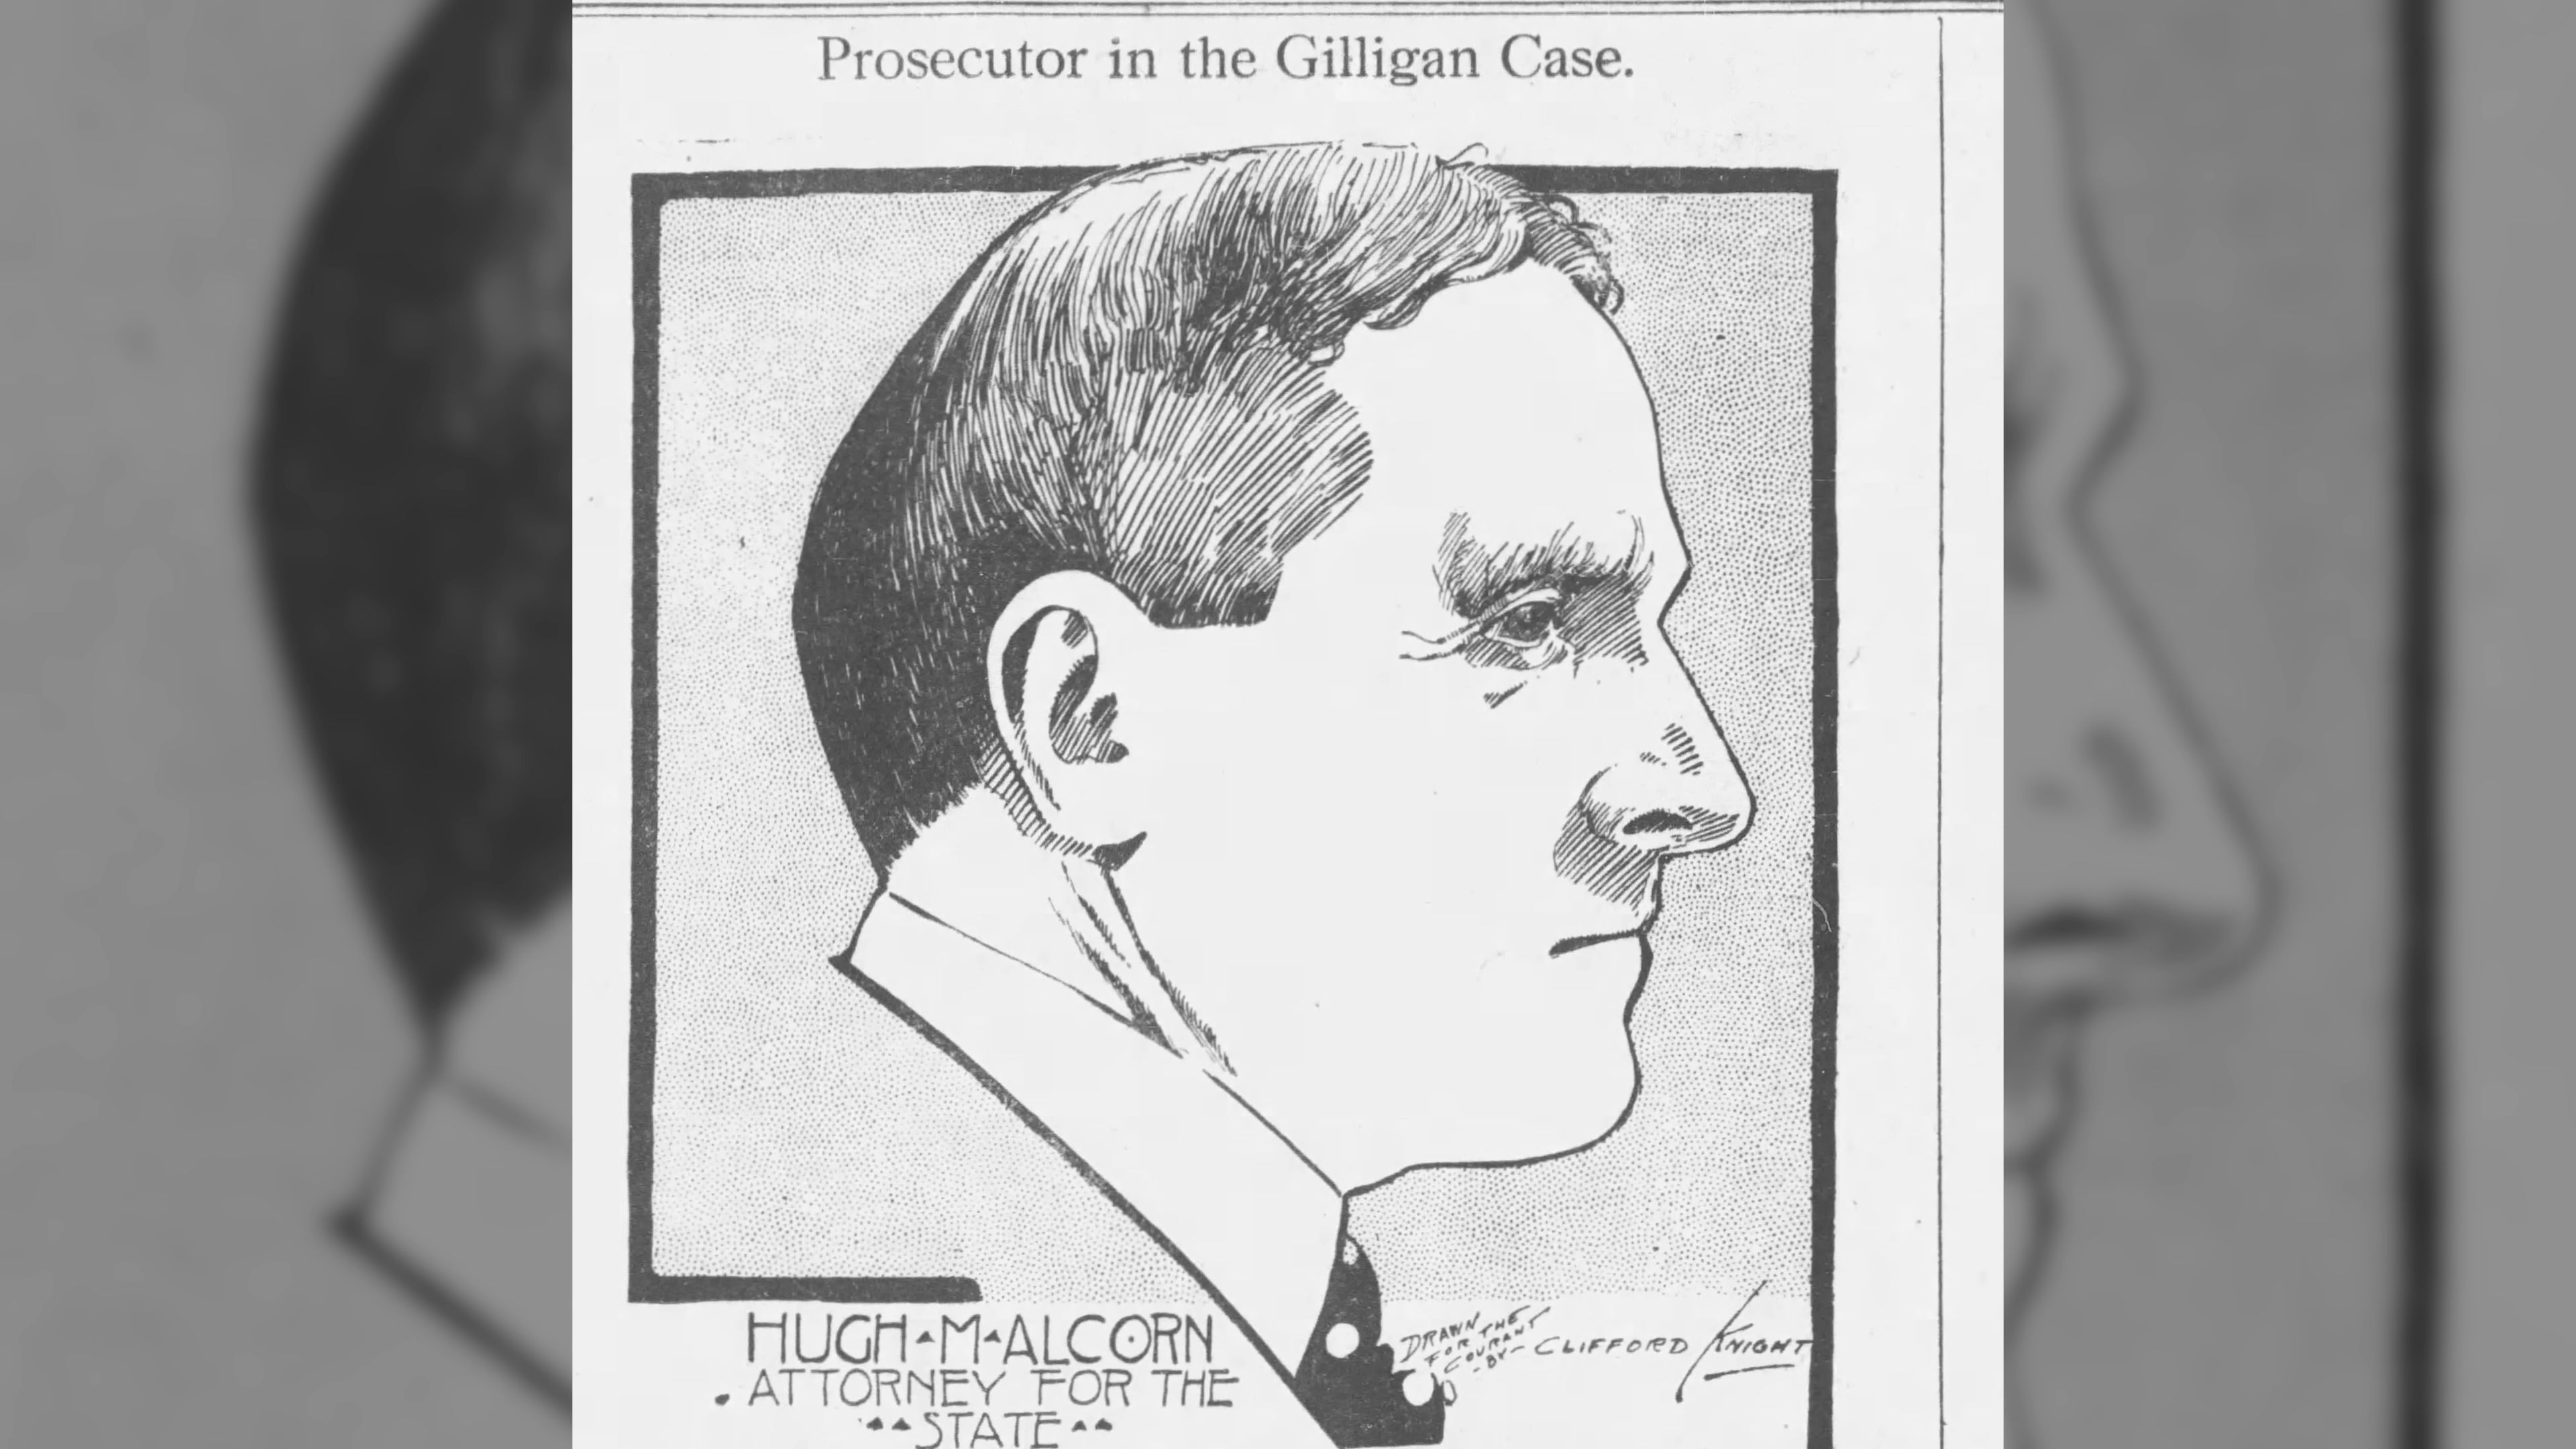 Prosecutor in the Gilligan Case.
HUGH M ALCORN
ATTORNEY FOR THE
STATE
DRAWN
FOR THE
COURANT
-BY-
CLIFFORD KNIGHT